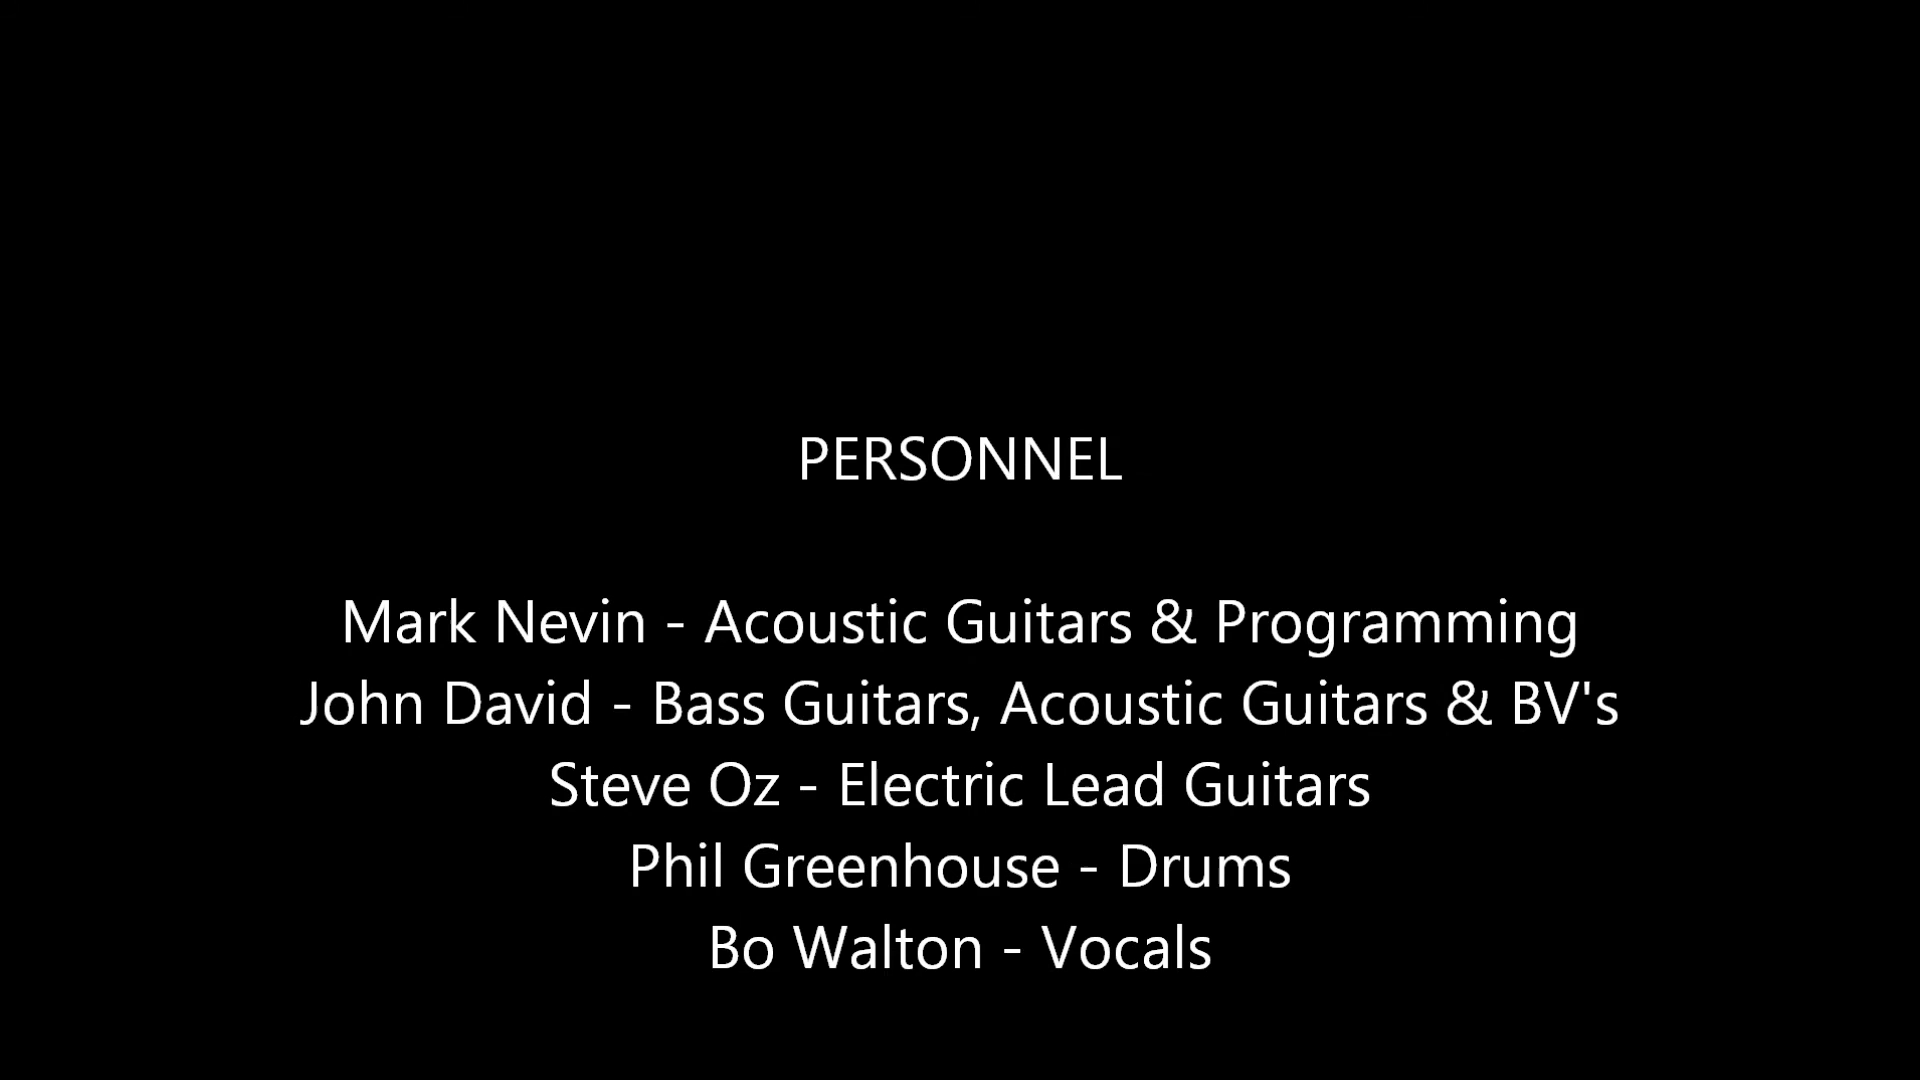 PERSONNEL
Mark Nevin - Acoustic Guitars & Programming
John David - Bass Guitars, Acoustic Guitars & BV's
Steve Oz - Electric Lead Guitars
Phil Greenhouse - Drums
Bo Walton - Vocals